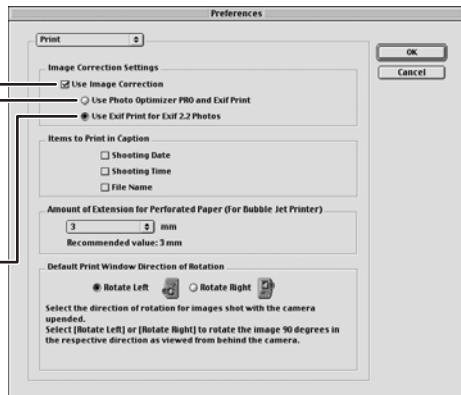 Preferences
Print
OK
Cancel
Image Correction Settings
Use Image Correction
Use Photo Optimizer PRO and Exif Print
Use Exif Print for Exif 2.2 Photos
Items to Print in Caption
Shooting Date
Shooting Time
File Name
Amount of Extension for Perforated Paper (For Bubble Jet Printer)
3 mm
Recommended value: 3 mm
Default Print Window Direction of Rotation
Rotate Left Rotate Right
Select the direction of rotation for images shot with the camera
upended.
Select [Rotate Left] or [Rotate Right] to rotate the image 90 degrees in
the respective direction as viewed from behind the camera.